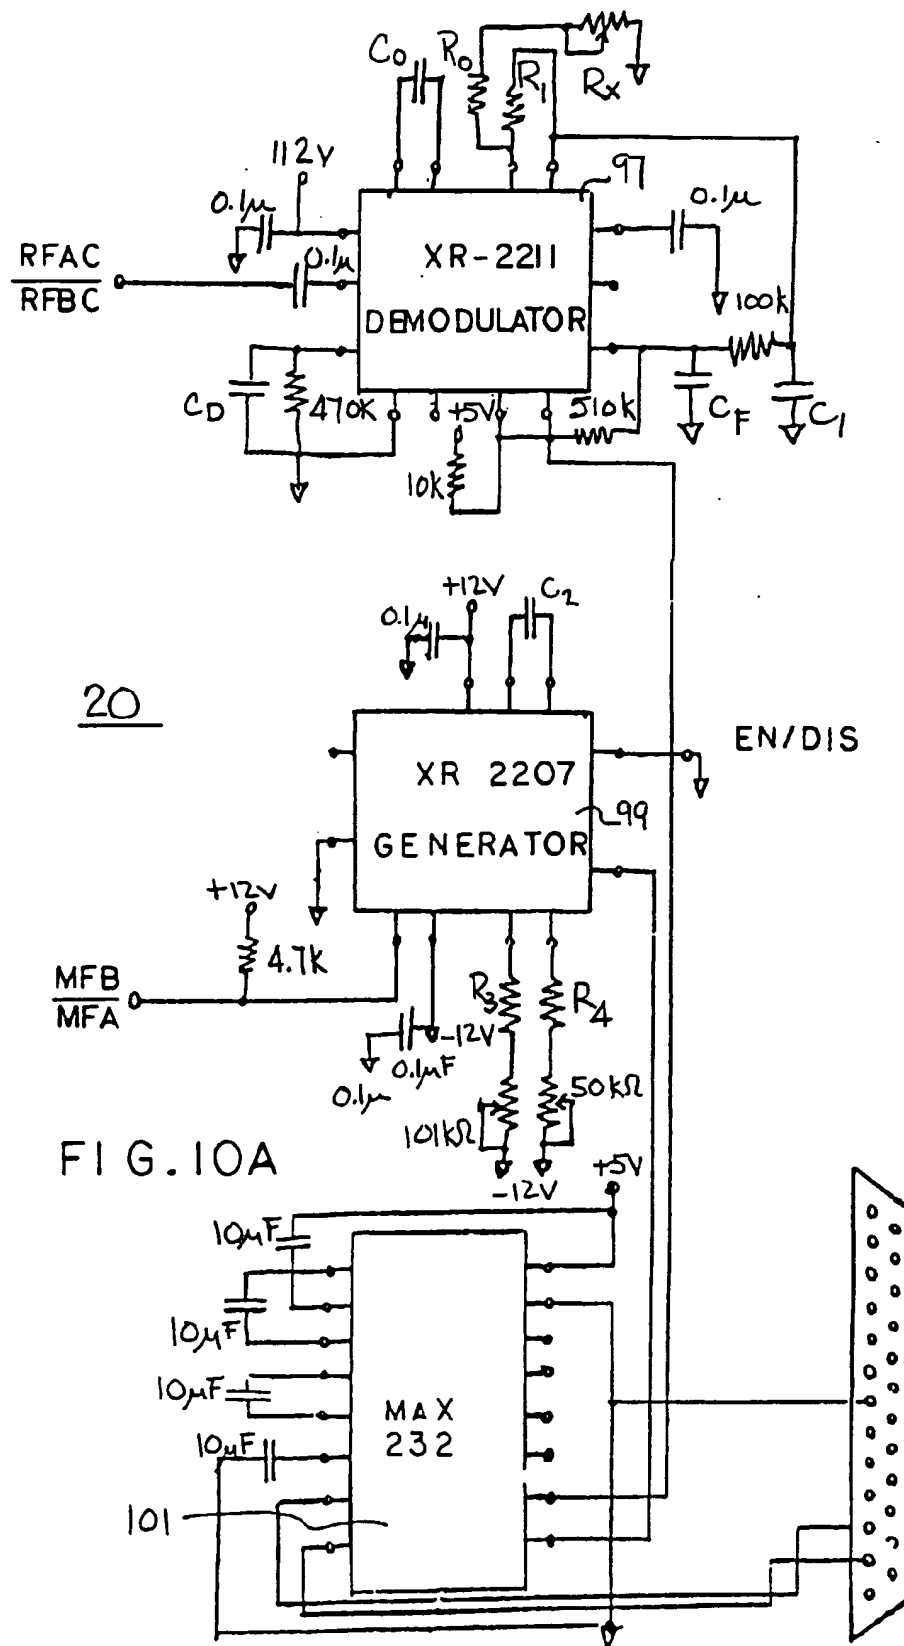 C0 R0 R1 Rx
112V
97
0.1µ
0.1µ
RFAC
RFBC
0.1µ
XR-2211
DEMODULATOR
100k
CD
470K
+5V
510k
CF
C1
10k
+12V
C2
0.1µ
20
EN/DIS
XR 2207
GENERATOR
99
+12V
4.7k
MFB
MFA
R3
R4
-12V
0.1µF
0.1µ
101kΩ
50kΩ
-12V
FIG.10A
+5V
10µF
10µF
10µF
10µF
MAX
232
101